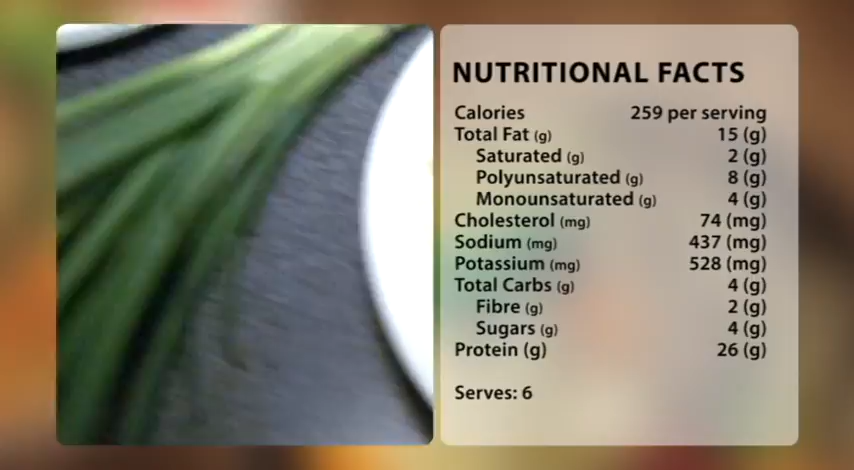 NUTRITIONAL FACTS
Calories 259 per serving
Total Fat (g) 15 (g)
Saturated (g) 2 (g)
Polyunsaturated (g) 8 (g)
Monounsaturated (g) 4 (g)
Cholesterol (mg) 74 (mg)
Sodium (mg) 437 (mg)
Potassium (mg) 528 (mg)
Total Carbs (g) 4 (g)
Fibre (g) 2 (g)
Sugars (g) 4 (g)
Protein (g) 26 (g)
Serves: 6